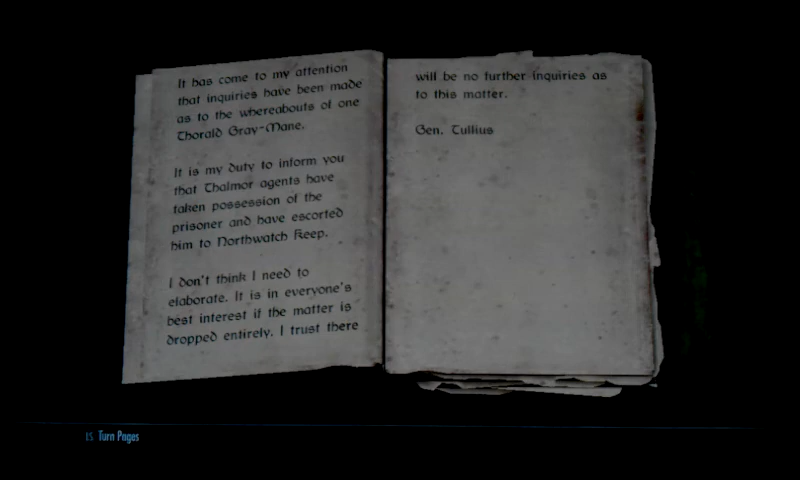 It has come to my attention
that inquiries have been made
as to the whereabouts of one
Thorald Gray-Mane.
It is my duty to inform you
that Thalmor agents have
taken possession of the
prisoner and have escorted
him to Northwatch Keep.
I don't think I need to
elaborate. It is in everyone's
best interest if the matter is
dropped entirely. I trust there
will be no further inquiries as
to this matter.
Gen. Tullius
LS Turn Pages